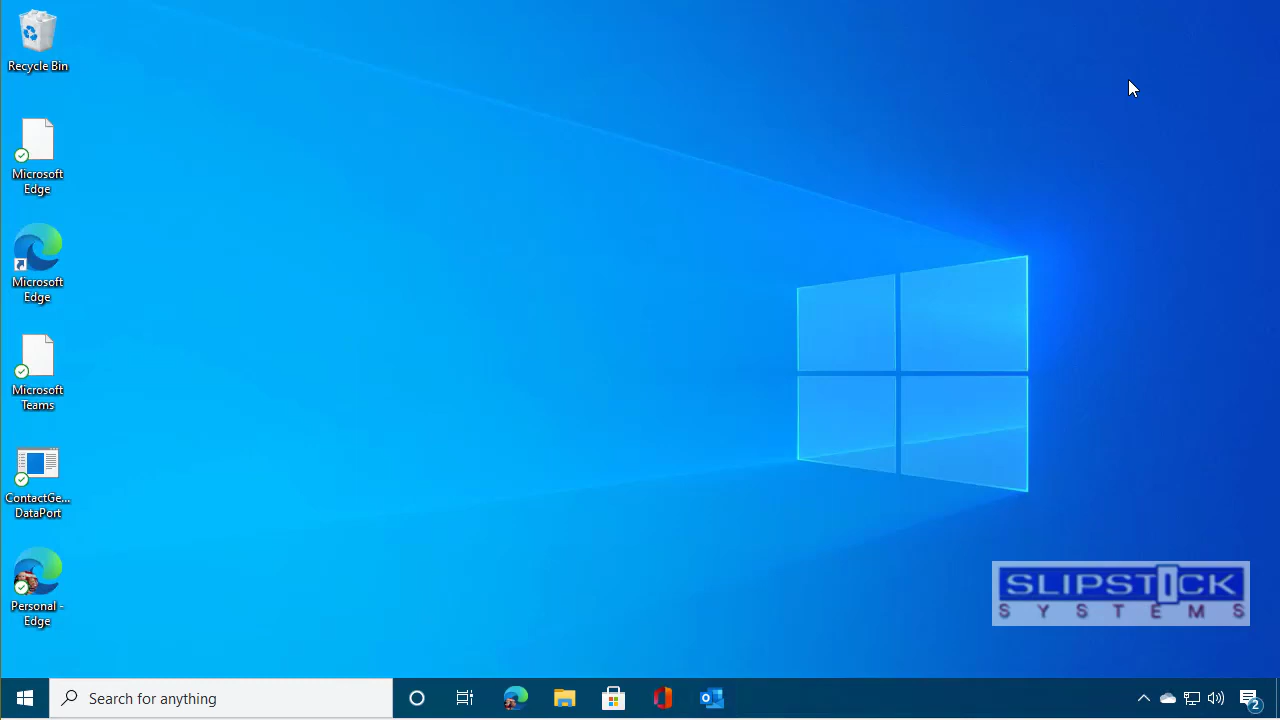 Recycle Bin
Microsoft
Edge
Microsoft
Edge
Microsoft
Teams
ContactGe...
DataPort
Personal -
Edge
SLIPSTICK
SYSTEMS
Search for anything
2